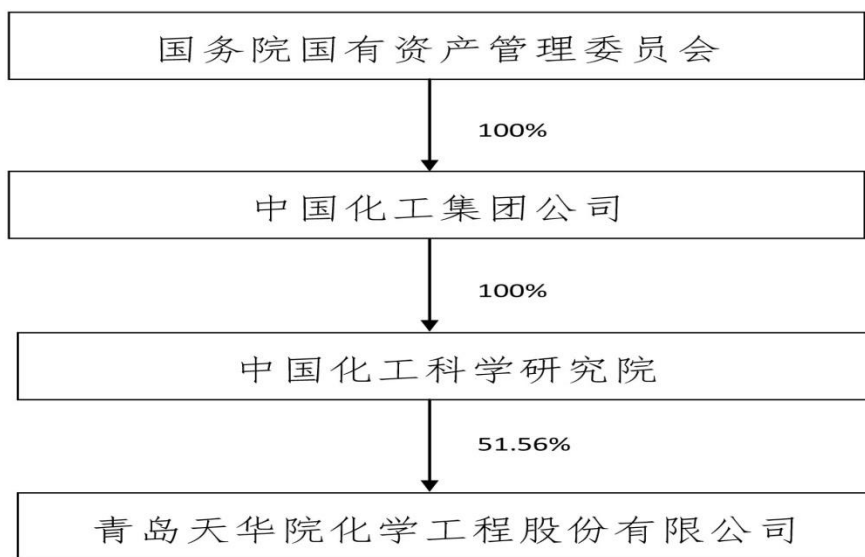 国务院国有资产管理委员会
100%
中国化工集团公司
100%
中国化工科学研究院
51.56%
青岛天华院化学工程股份有限公司